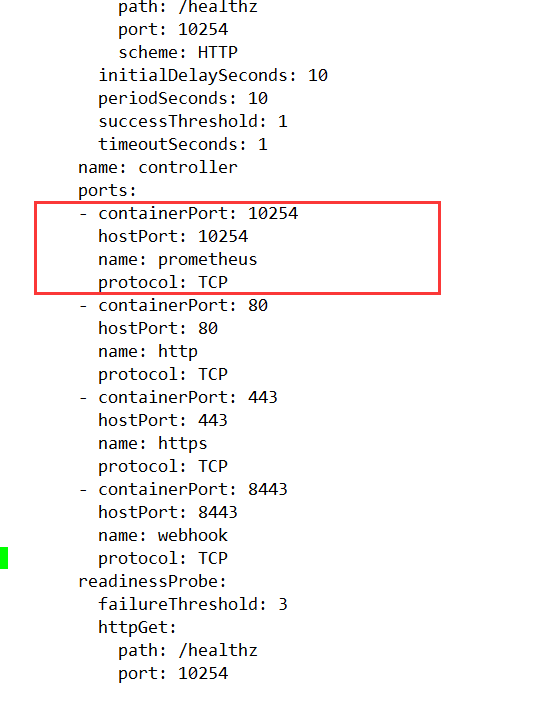 path: /healthz
port: 10254
scheme: HTTP
initialDelaySeconds: 10
periodSeconds: 10
successThreshold: 1
timeoutSeconds: 1
name: controller
ports:
- containerPort: 10254
hostPort: 10254
name: prometheus
protocol: TCP
- containerPort: 80
hostPort: 80
name: http
protocol: TCP
- containerPort: 443
hostPort: 443
name: https
protocol: TCP
- containerPort: 8443
hostPort: 8443
name: webhook
protocol: TCP
readinessProbe:
failureThreshold: 3
httpGet:
path: /healthz
port: 10254